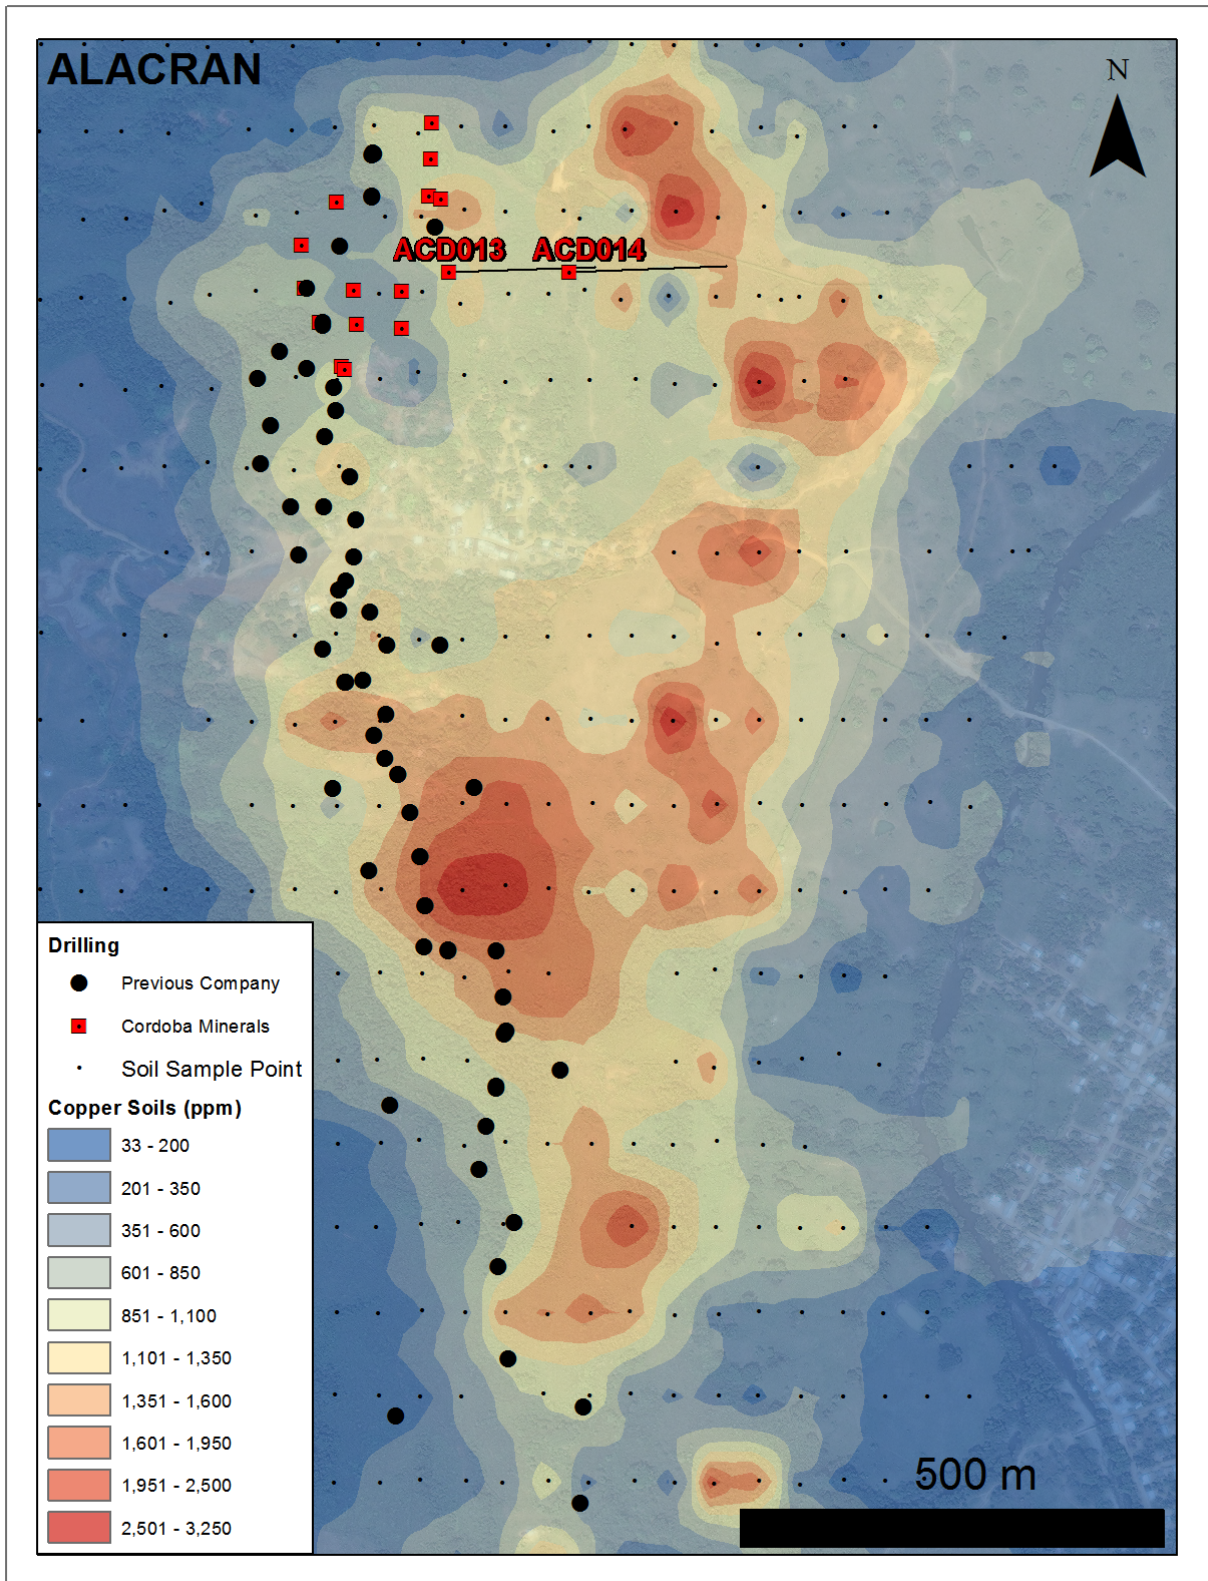 ALACRAN
N
ACD013 ACD014
Drilling
Previous Company
Cordoba Minerals
Soil Sample Point
Copper Soils (ppm)
33 - 200
201 - 350
351 - 600
601 - 850
851 - 1,100
1,101 - 1,350
1,351 - 1,600
1,601 - 1,950
1,951 - 2,500
2,501 - 3,250
500 m